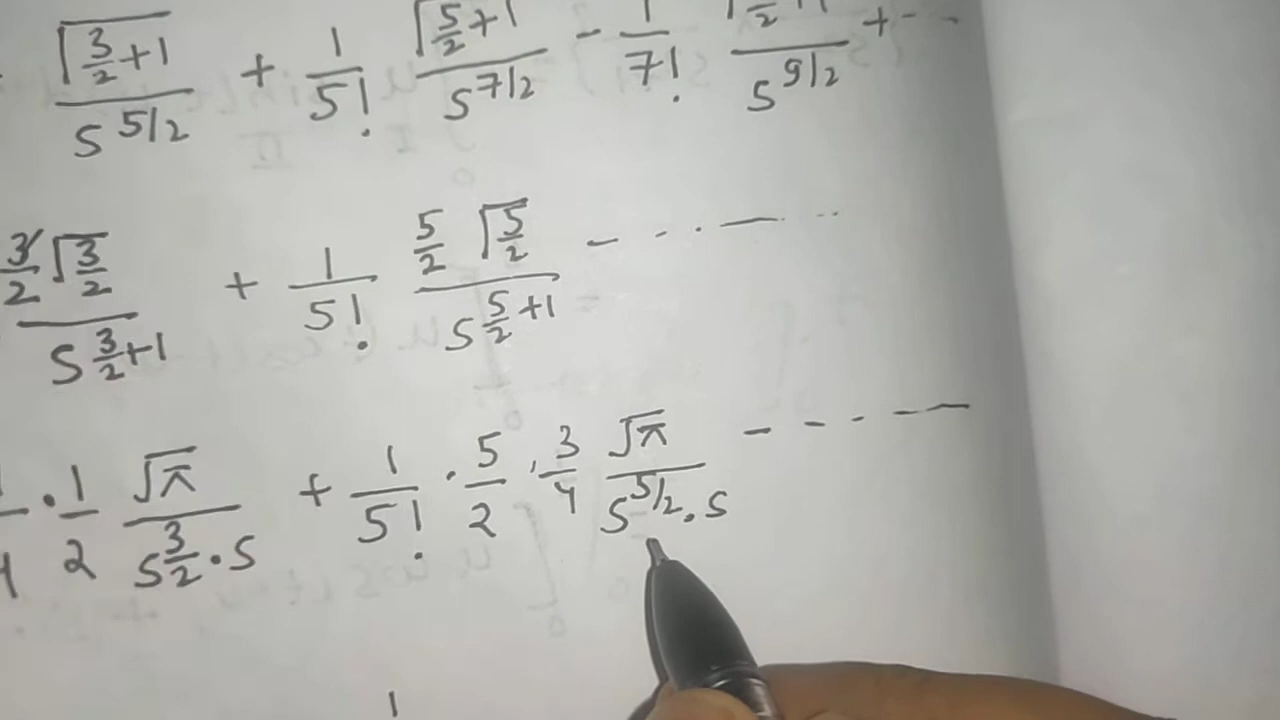 Γ(3/2+1) / s^(5/2) + 1/5! Γ(5/2+1) / s^(7/2) - 1/7! / s^(9/2) + - -
3/2 Γ(3/2) / s^(3/2+1) + 1/5! (5/2 Γ(5/2)) / s^(5/2+1) - - . . — . .
· 1/2 √π / (s^(3/2) · s) + 1/5! · 5/2 · 3/4 √π / (s^(5/2) · s) - - - - —
1